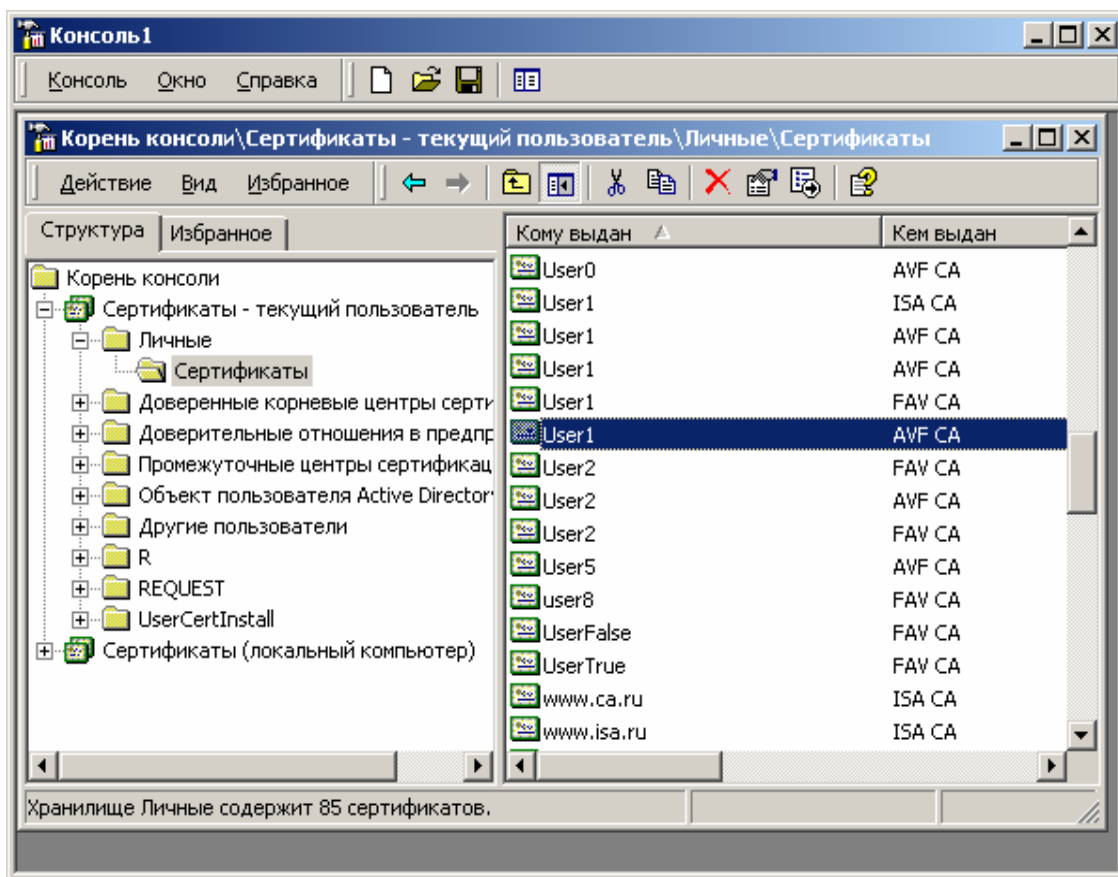 Консоль1
Консоль Окно Справка
Корень консоли\Сертификаты - текущий пользователь\Личные\Сертификаты
Действие Вид Избранное
Структура Избранное
Корень консоли
Сертификаты - текущий пользователь
Личные
Сертификаты
Доверенные корневые центры серти
Доверительные отношения в предпр
Промежуточные центры сертификац
Объект пользователя Active Director
Другие пользователи
R
REQUEST
UserCertInstall
Сертификаты (локальный компьютер)
Кому выдан Кем выдан
User0 AVF CA
User1 ISA CA
User1 AVF CA
User1 AVF CA
User1 FAV CA
User1 AVF CA
User2 FAV CA
User2 AVF CA
User2 FAV CA
User5 AVF CA
user8 FAV CA
UserFalse FAV CA
UserTrue FAV CA
www.ca.ru ISA CA
www.isa.ru ISA CA
Хранилище Личные содержит 85 сертификатов.